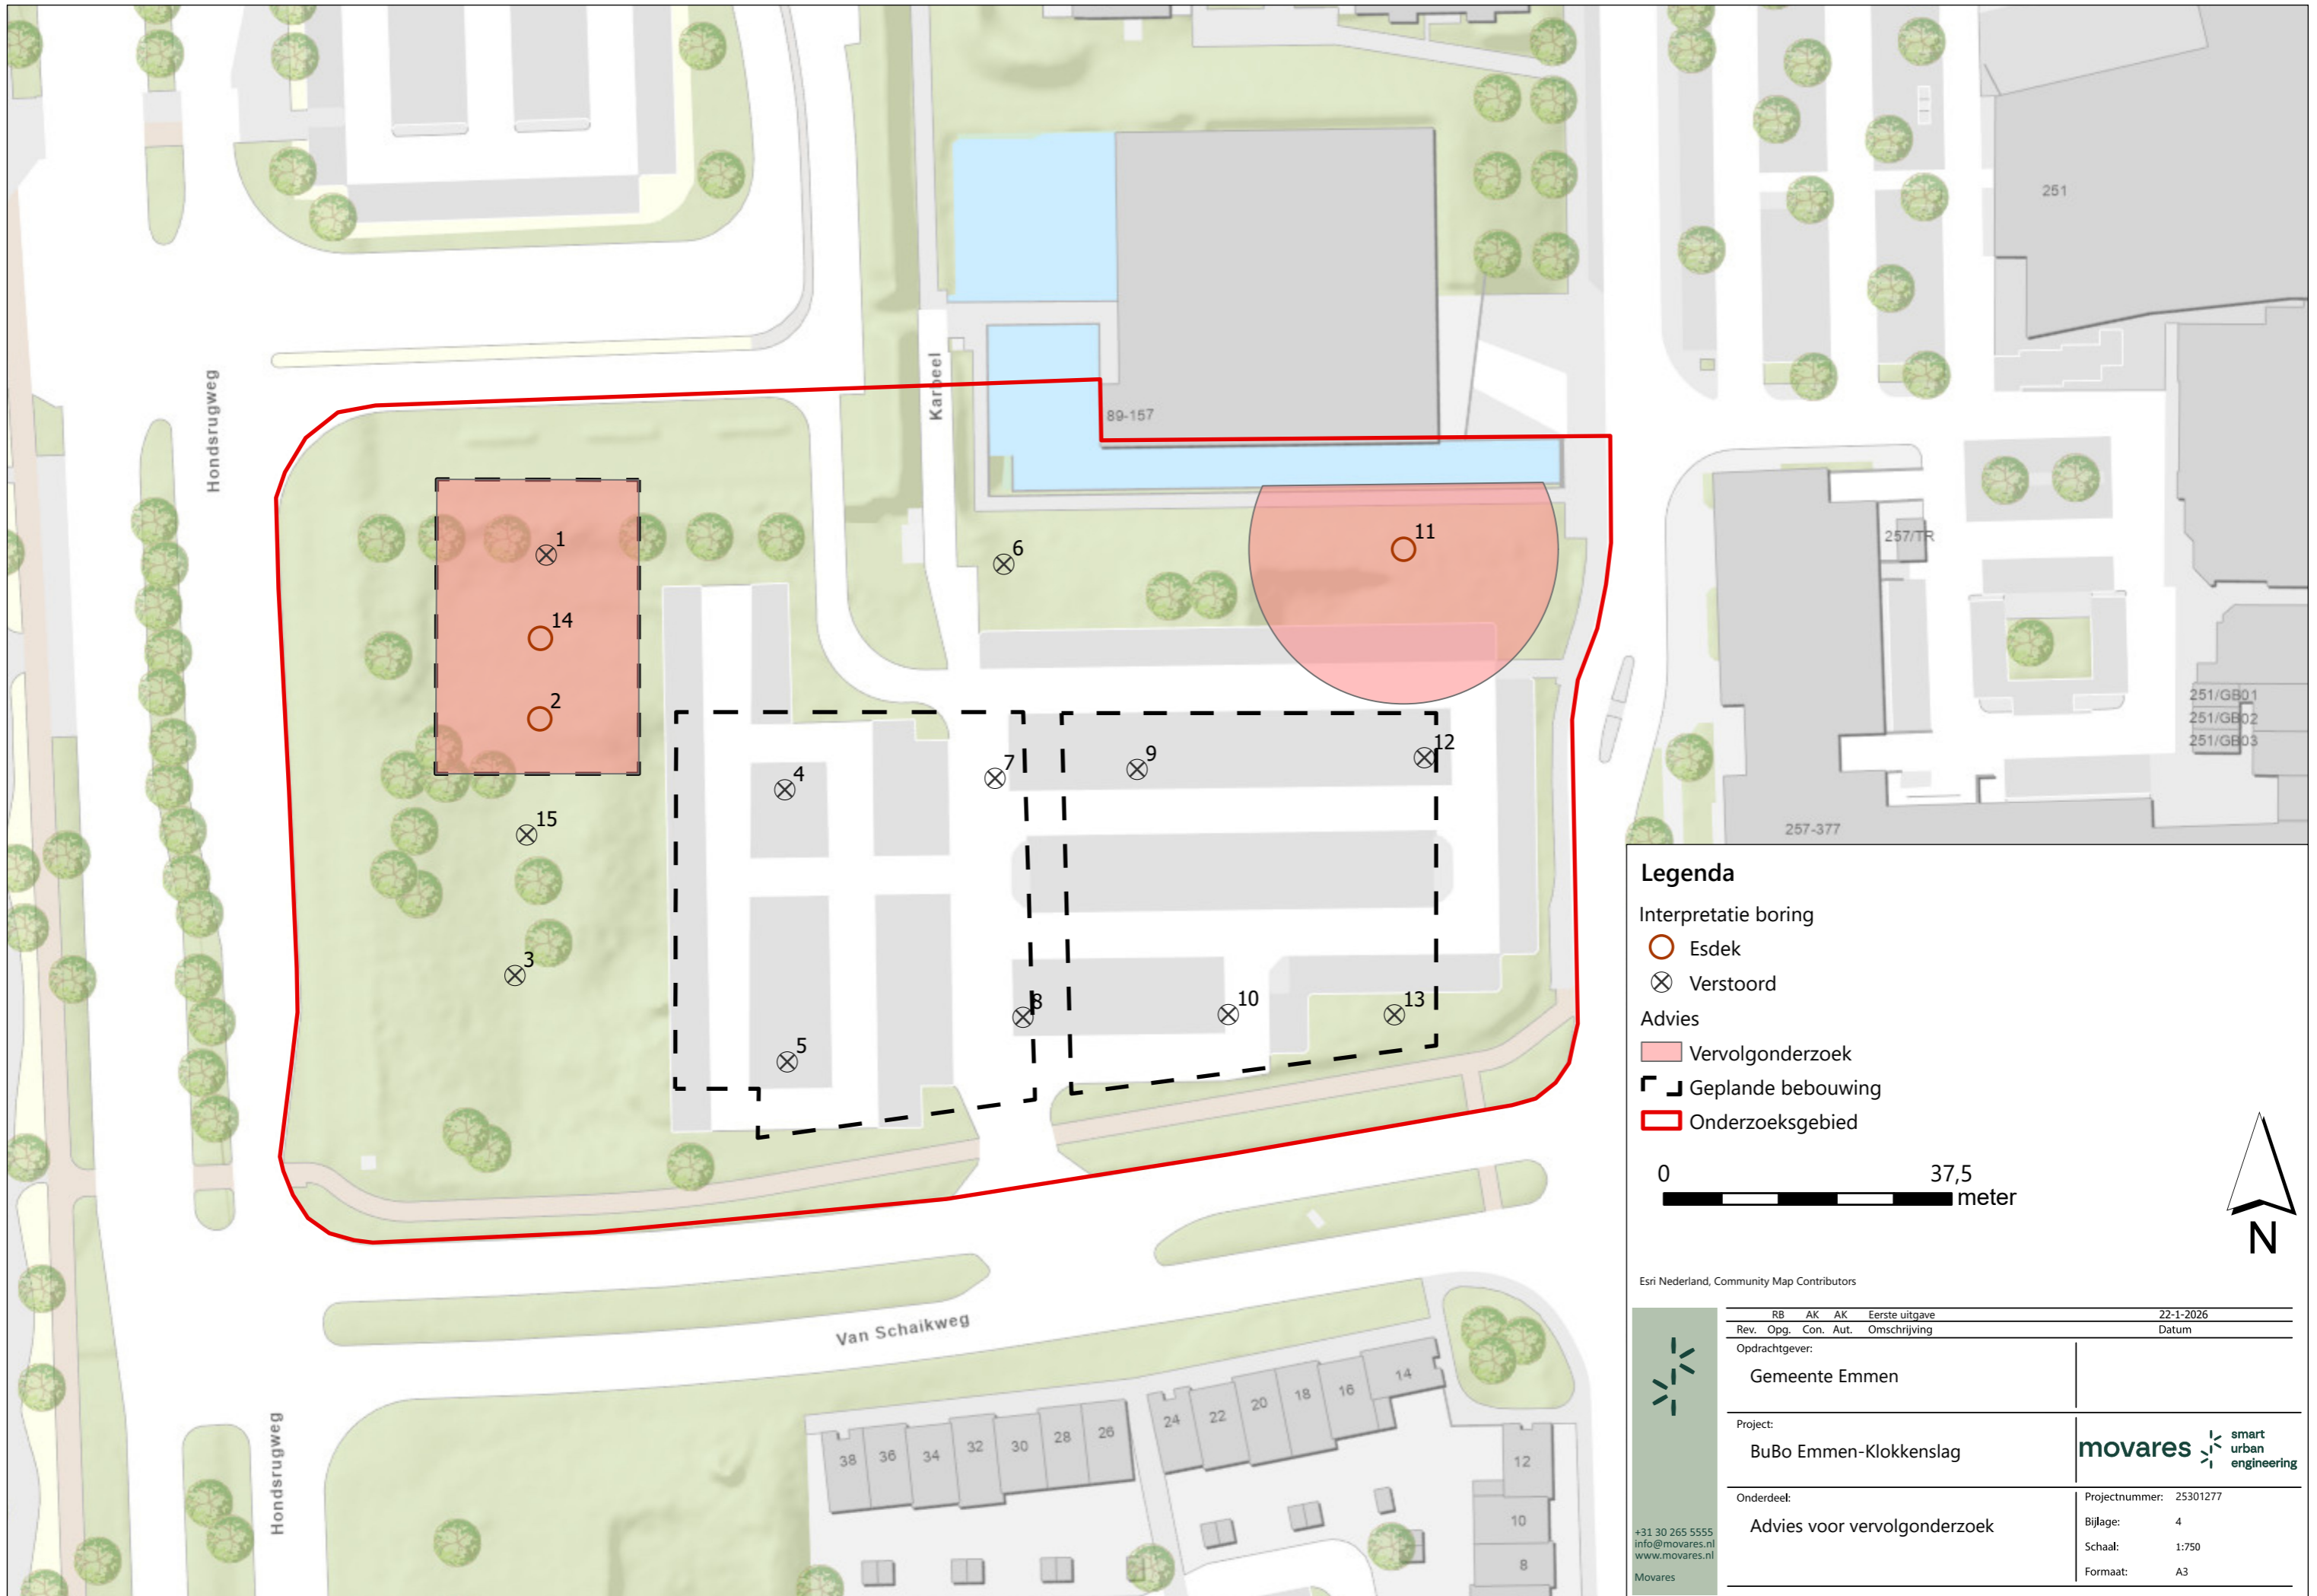 251
Hondsrugweg
Karpeel
89-157
257/TR
1
6
11
14
2
251/GB01
251/GB02
251/GB03
4
7
9
12
15
257-377
3
8
10
13
5
Van Schaikweg
Hondsrugweg
38
36
34
32
30
28
26
24
22
20
18
16
14
12
10
8
Legenda
Interpretatie boring
Esdek
Verstoord
Advies
Vervolgonderzoek
Geplande bebouwing
Onderzoeksgebied
0 37,5
meter
N
Esri Nederland, Community Map Contributors
RB AK AK Eerste uitgave 22-1-2026
Rev. Opg. Con. Aut. Omschrijving Datum
Opdrachtgever:
Gemeente Emmen
Project:
BuBo Emmen-Klokkenslag
movares
smart
urban
engineering
Onderdeel:
Advies voor vervolgonderzoek
Projectnummer: 25301277
Bijlage: 4
Schaal: 1:750
Formaat: A3
+31 30 265 5555
info@movares.nl
www.movares.nl
Movares